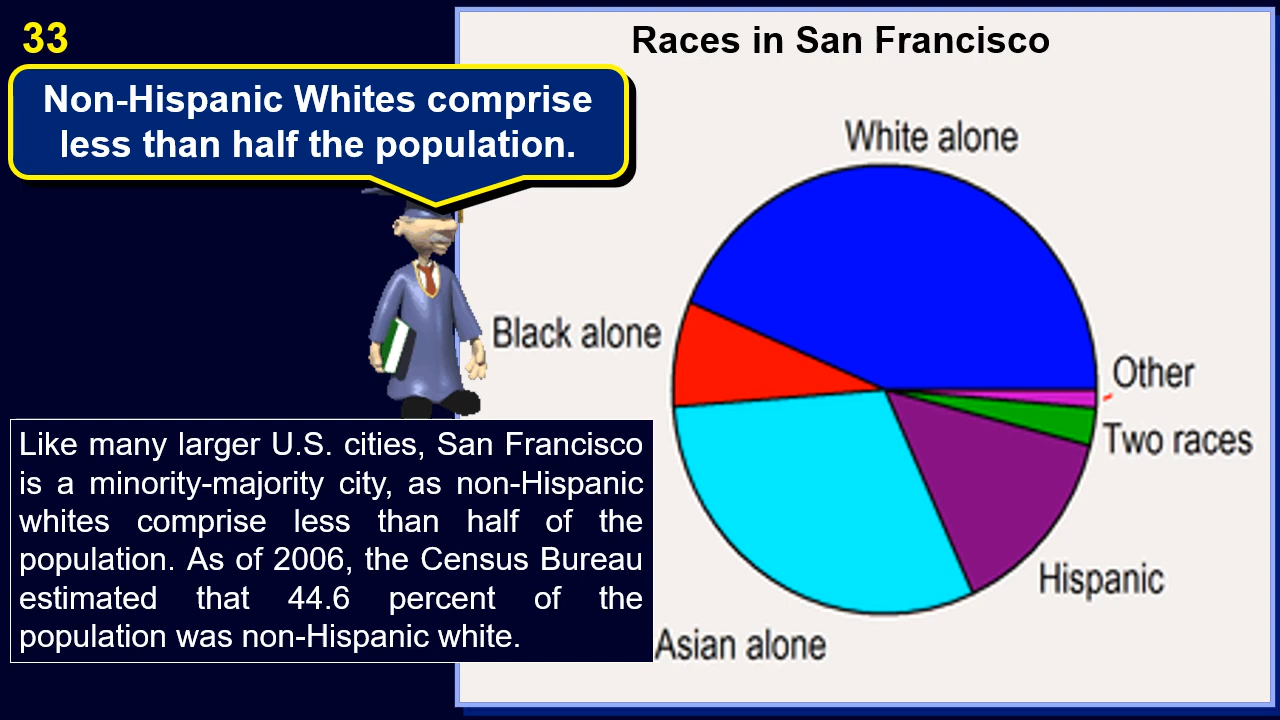 33
Races in San Francisco
Non-Hispanic Whites comprise
less than half the population.
White alone
Black alone
Other
Two races
Hispanic
Asian alone
Like many larger U.S. cities, San Francisco
is a minority-majority city, as non-Hispanic
whites comprise less than half of the
population. As of 2006, the Census Bureau
estimated that 44.6 percent of the
population was non-Hispanic white.